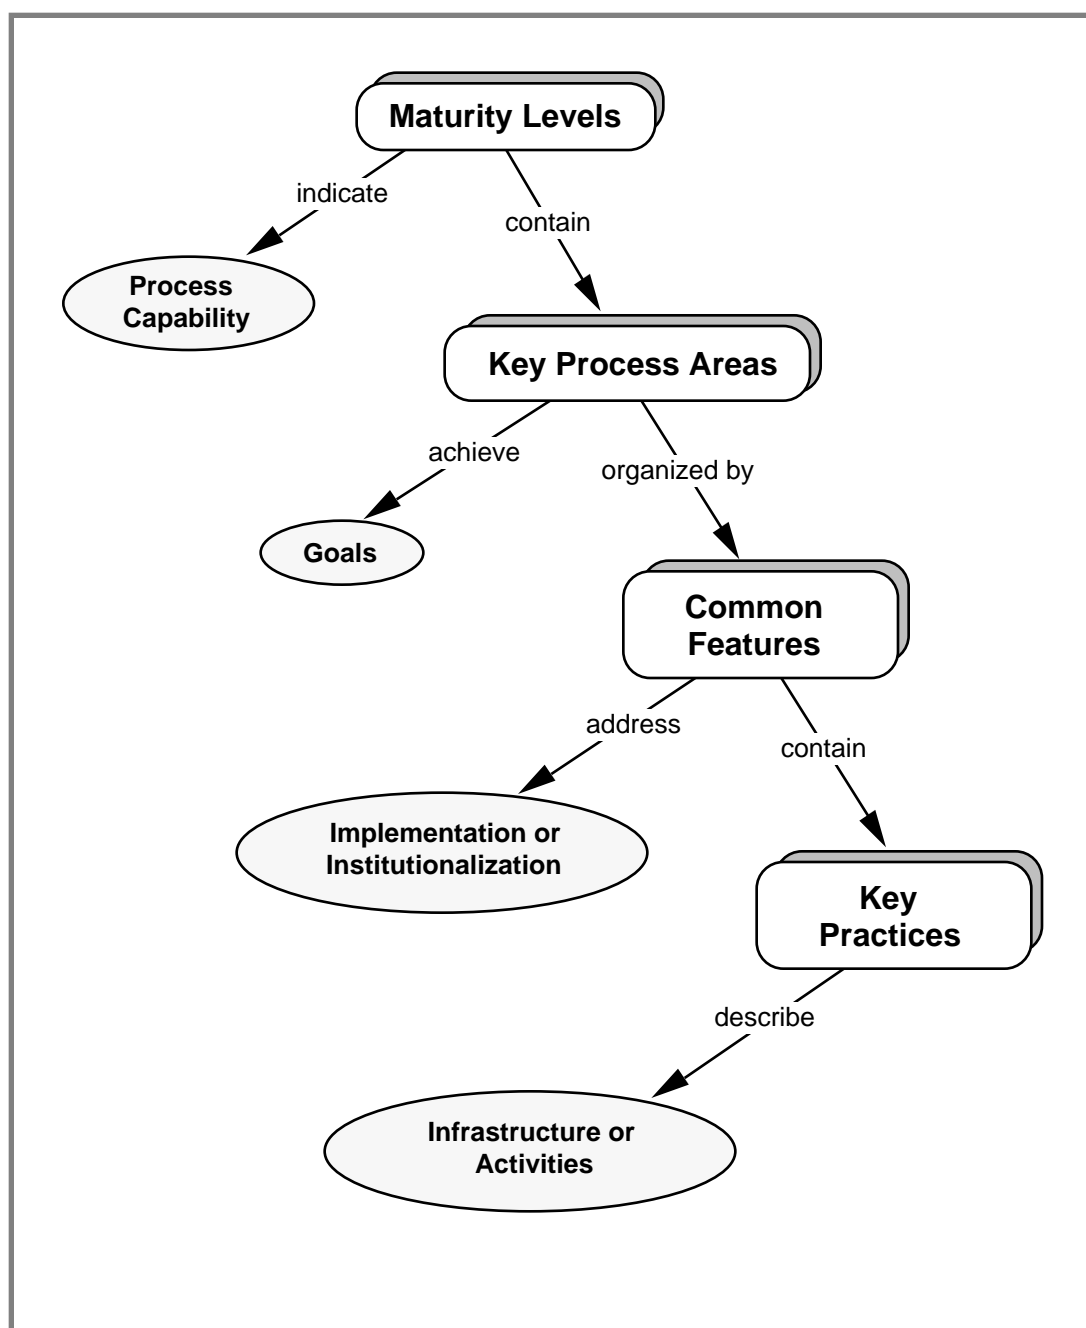 Maturity Levels
indicate
contain
Process
Capability
Key Process Areas
achieve
organized by
Goals
Common
Features
address
contain
Implementation or
Institutionalization
Key
Practices
describe
Infrastructure or
Activities